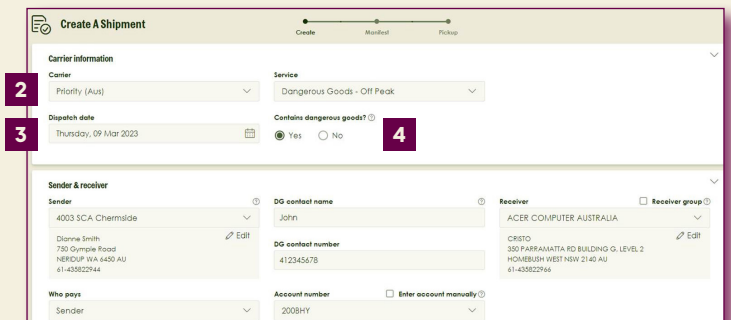 Create A Shipment
Create Manifest Pickup
Carrier information
Carrier Service
2 Priority (Aus) Dangerous Goods - Off Peak
Dispatch date Contains dangerous goods?
3 Thursday, 09 Mar 2023 Yes No 4
Sender & receiver
Sender DG contact name Receiver Receiver group
4003 SCA Chermside John ACER COMPUTER AUSTRALIA
Dianne Smith Edit CRISTO Edit
750 Gympie Road DG contact number 350 PARRAMATTA RD BUILDING G, LEVEL 2
NERIDUP WA 6450 AU 412345678 HOMEBUSH WEST NSW 2140 AU
61-435822944 61-435822966
Who pays Account number Enter account manually
Sender 200BHY